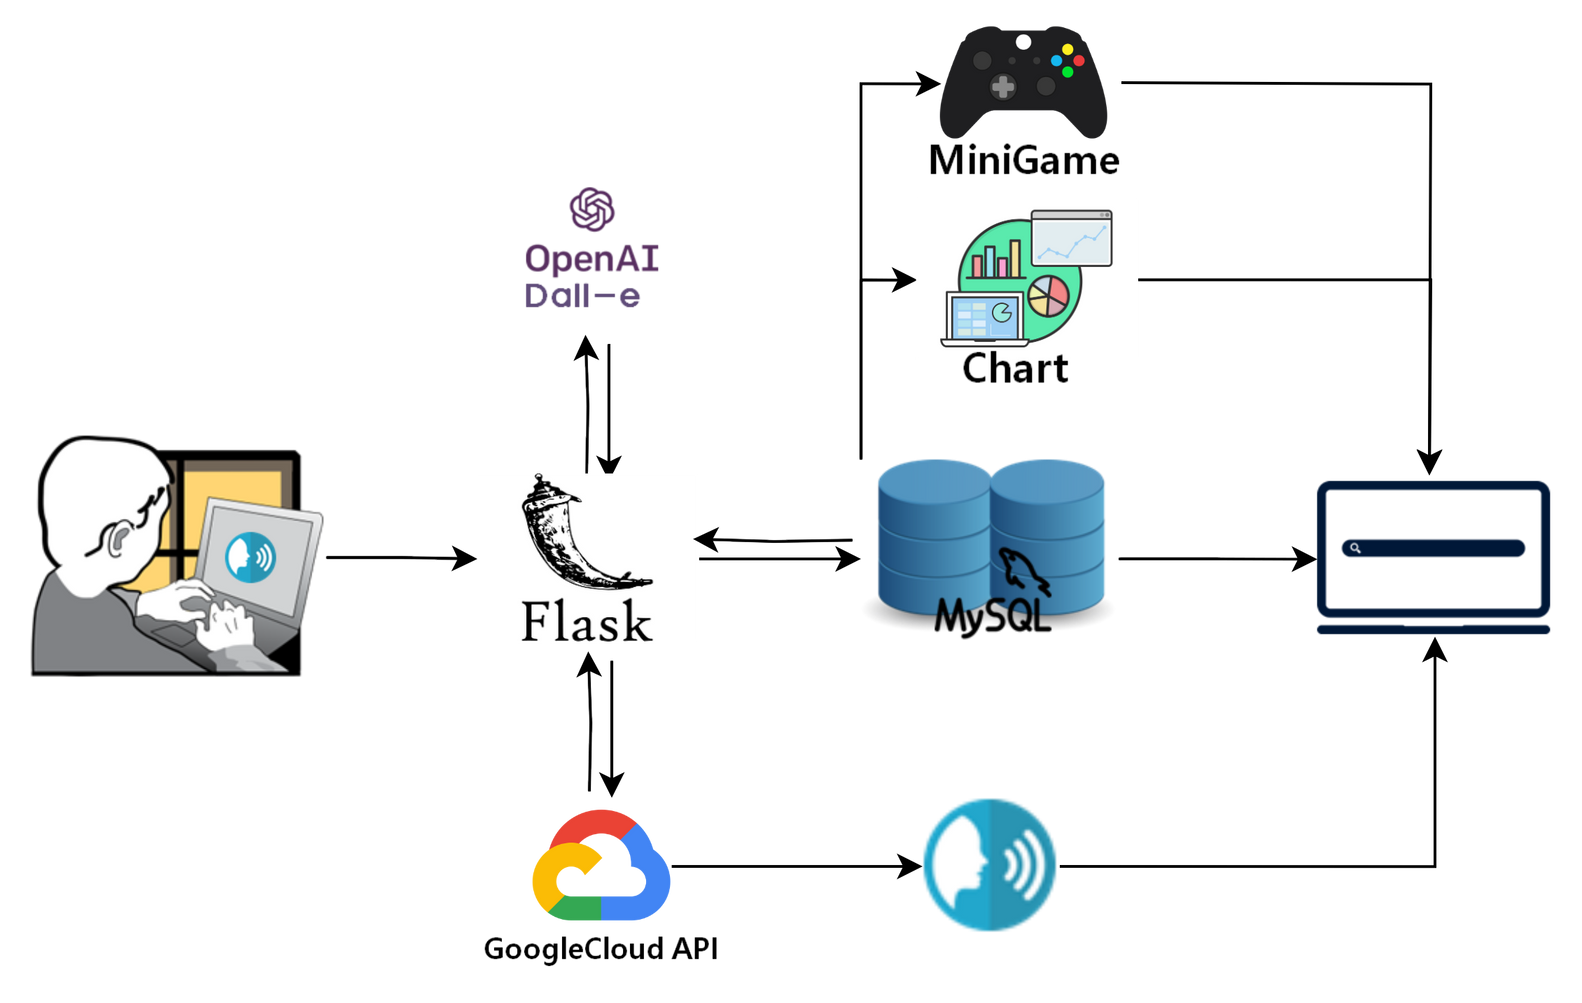 MiniGame
OpenAI
Dall-e
Chart
Flask
MySQL
GoogleCloud API